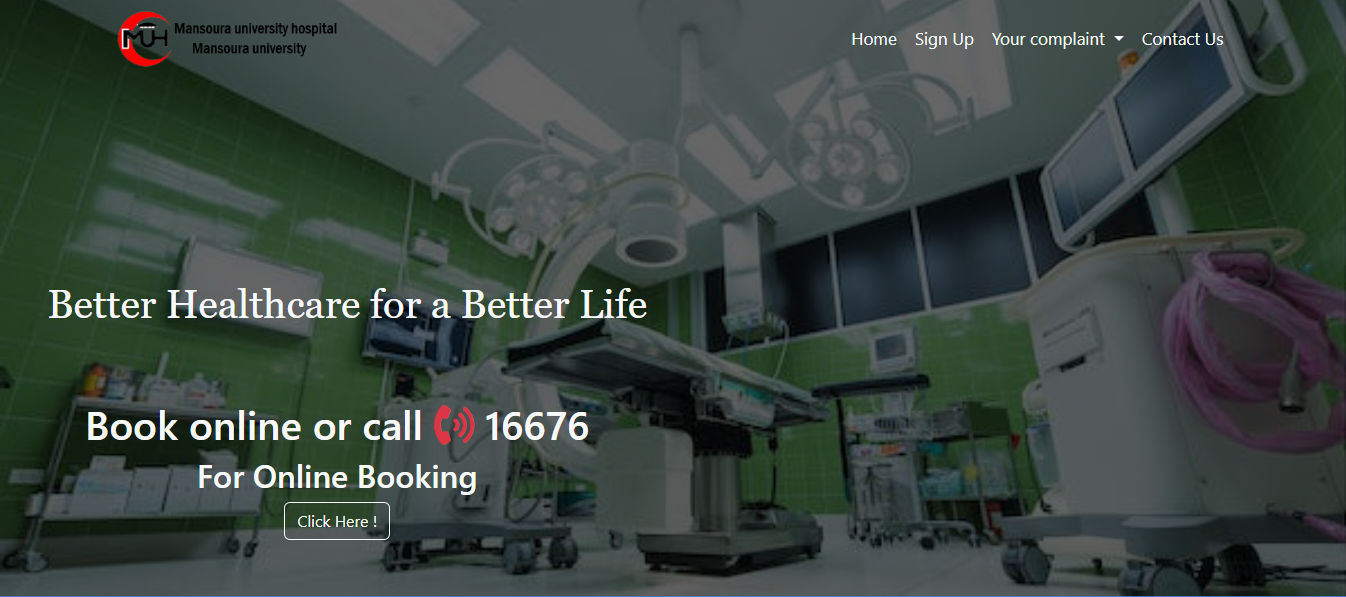 MUH
Mansoura university hospital
Mansoura university
Home
Sign Up
Your complaint
Contact Us
Better Healthcare for a Better Life
Book online or call 16676
For Online Booking
Click Here !